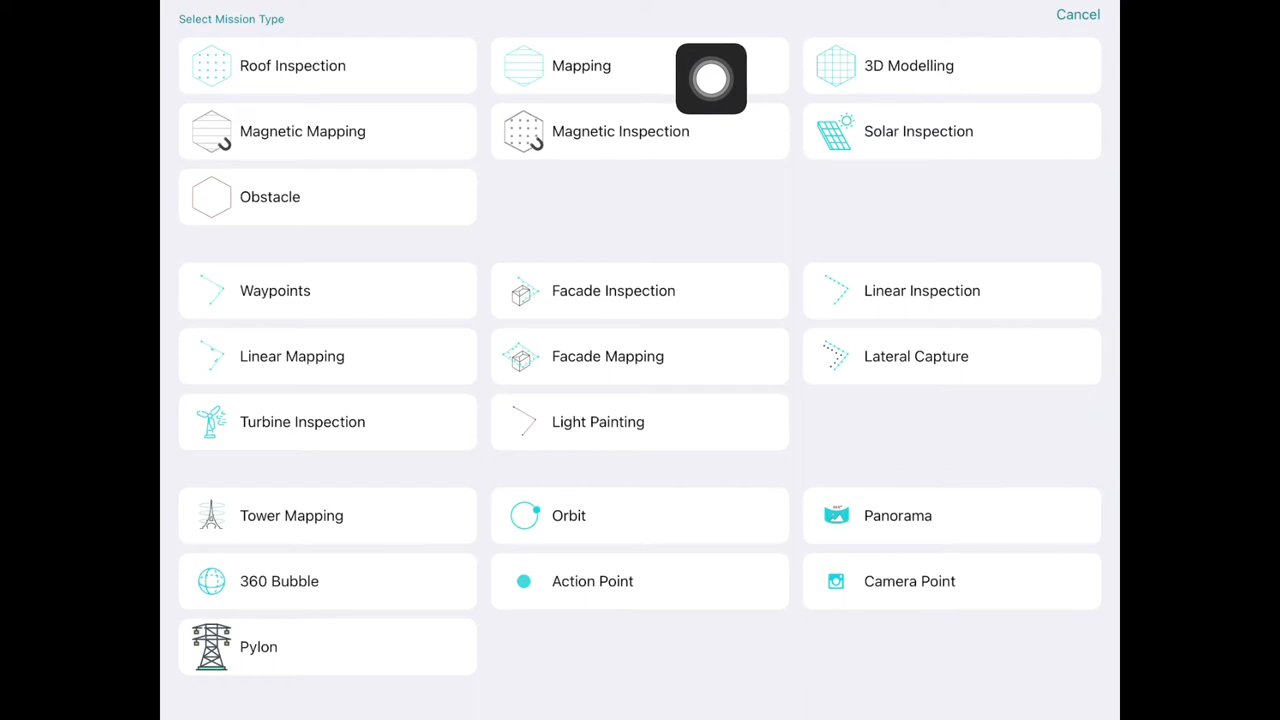 Select Mission Type
Cancel
Roof Inspection
Mapping
3D Modelling
Magnetic Mapping
Magnetic Inspection
Solar Inspection
Obstacle
Waypoints
Facade Inspection
Linear Inspection
Linear Mapping
Facade Mapping
Lateral Capture
Turbine Inspection
Light Painting
Tower Mapping
Orbit
Panorama
360 Bubble
Action Point
Camera Point
Pylon